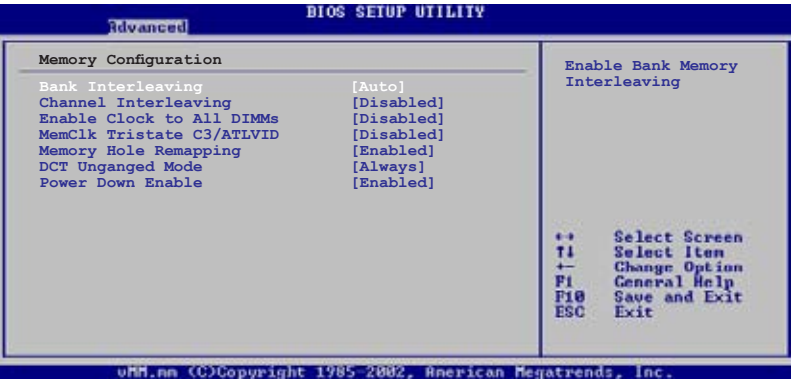 BIOS SETUP UTILITY
Advanced
Memory Configuration
Bank Interleaving [Auto]
Channel Interleaving [Disabled]
Enable Clock to All DIMMs [Disabled]
MemClk Tristate C3/ATLVID [Disabled]
Memory Hole Remapping [Enabled]
DCT Unganged Mode [Always]
Power Down Enable [Enabled]
Enable Bank Memory
Interleaving
←→ Select Screen
↑↓ Select Item
+- Change Option
F1 General Help
F10 Save and Exit
ESC Exit
vMM.mm (C)Copyright 1985-2002, American Megatrends, Inc.